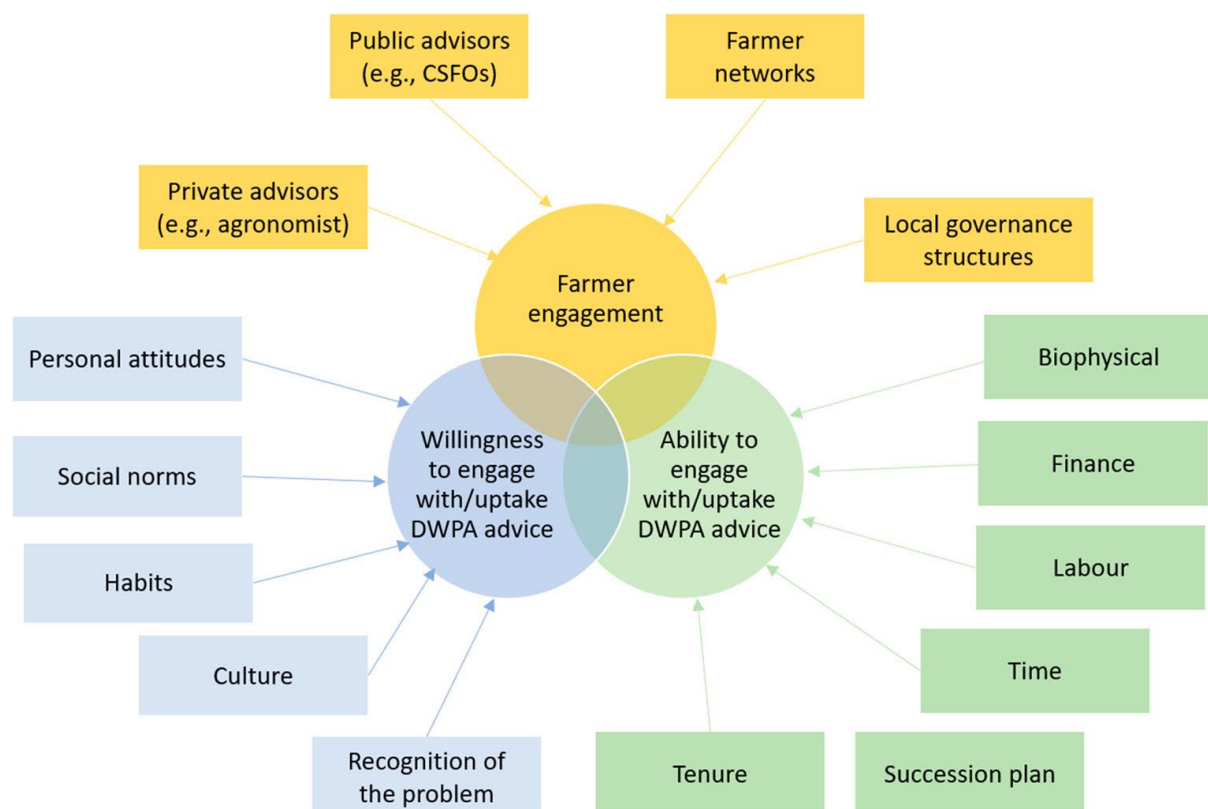 Public advisors
(e.g., CSFOs)
Farmer
networks
Private advisors
(e.g., agronomist)
Local governance
structures
Farmer
engagement
Personal attitudes
Social norms
Habits
Culture
Recognition of
the problem
Willingness
to engage
with/uptake
DWPA advice
Ability to
engage
with/uptake
DWPA advice
Biophysical
Finance
Labour
Time
Tenure
Succession plan